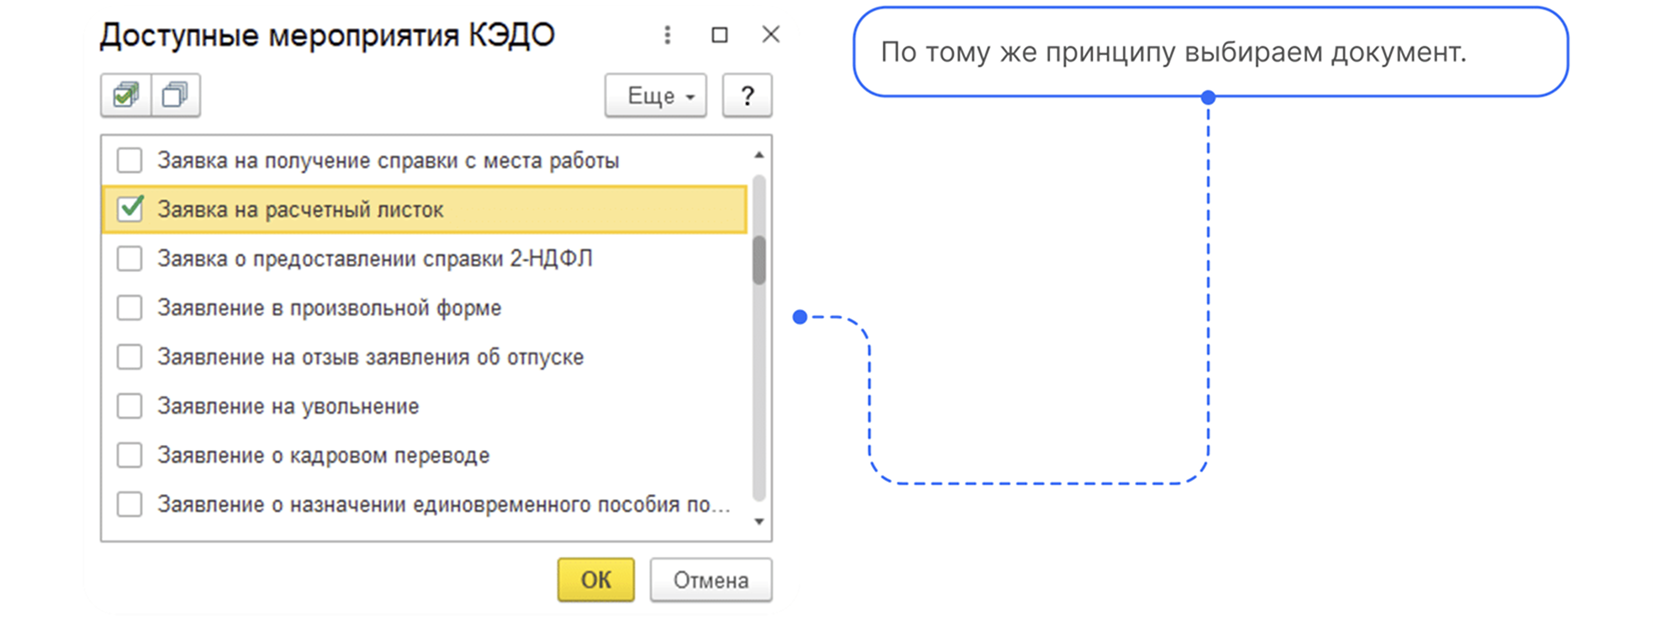 Доступные мероприятия КЭДО
Еще
?
Заявка на получение справки с места работы
Заявка на расчетный листок
Заявка о предоставлении справки 2-НДФЛ
Заявление в произвольной форме
Заявление на отзыв заявления об отпуске
Заявление на увольнение
Заявление о кадровом переводе
Заявление о назначении единовременного пособия по...
ОК
Отмена
По тому же принципу выбираем документ.